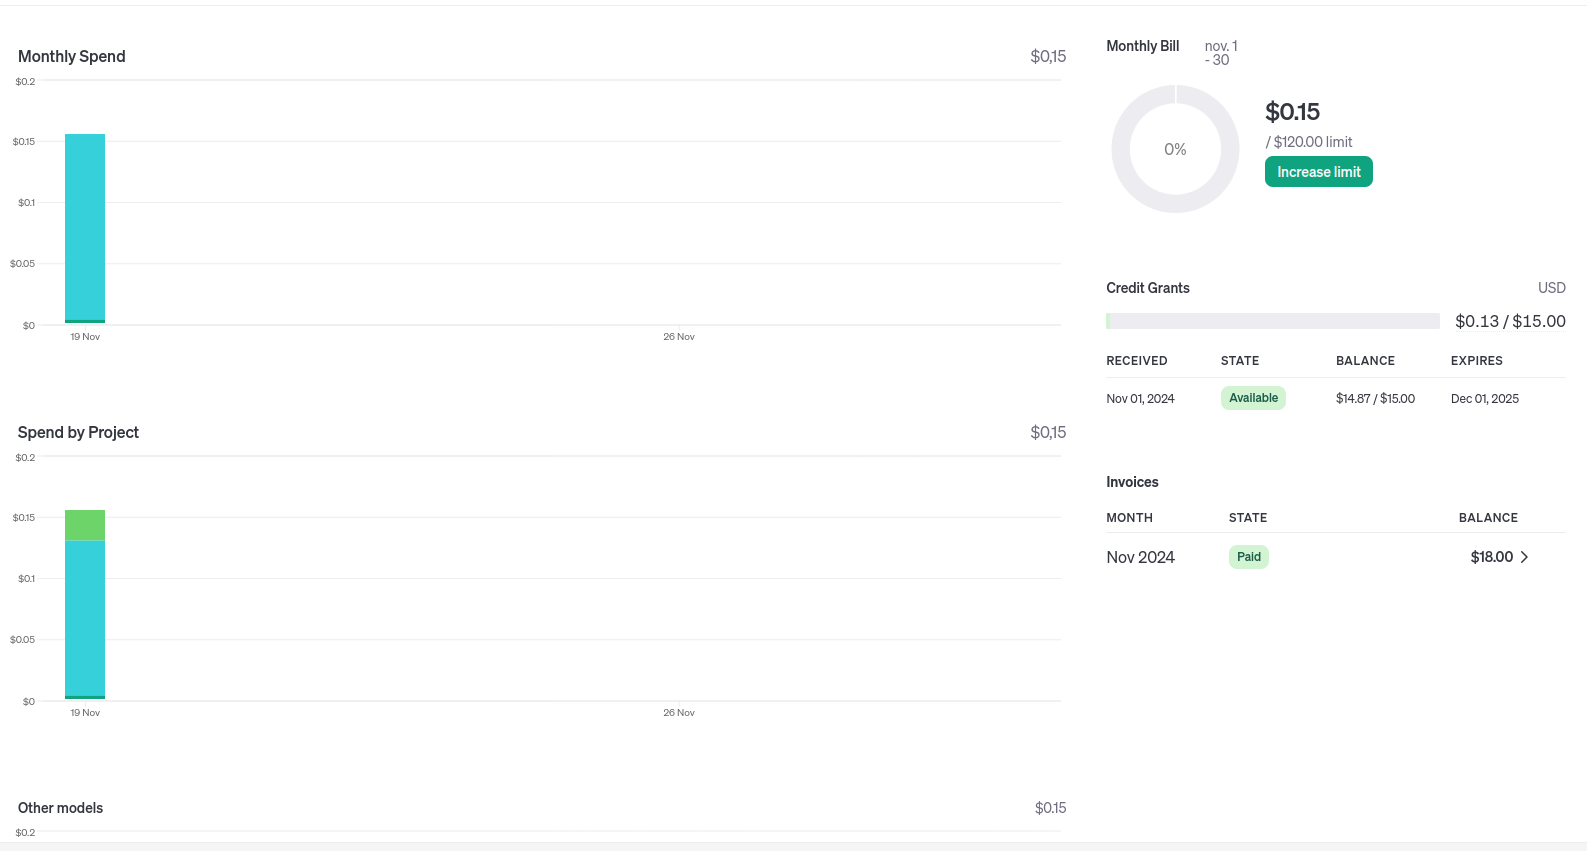 Monthly Spend $0,15
$0.2
$0.15
$0.1
$0.05
$0
19 Nov 26 Nov
Spend by Project $0,15
$0.2
$0.15
$0.1
$0.05
$0
19 Nov 26 Nov
Other models $0.15
$0.2
Monthly Bill nov. 1
- 30
0%
$0.15
/ $120.00 limit
Increase limit
Credit Grants USD
$0.13 / $15.00
RECEIVED STATE BALANCE EXPIRES
Nov 01, 2024 Available $14.87 / $15.00 Dec 01, 2025
Invoices
MONTH STATE BALANCE
Nov 2024 Paid $18.00